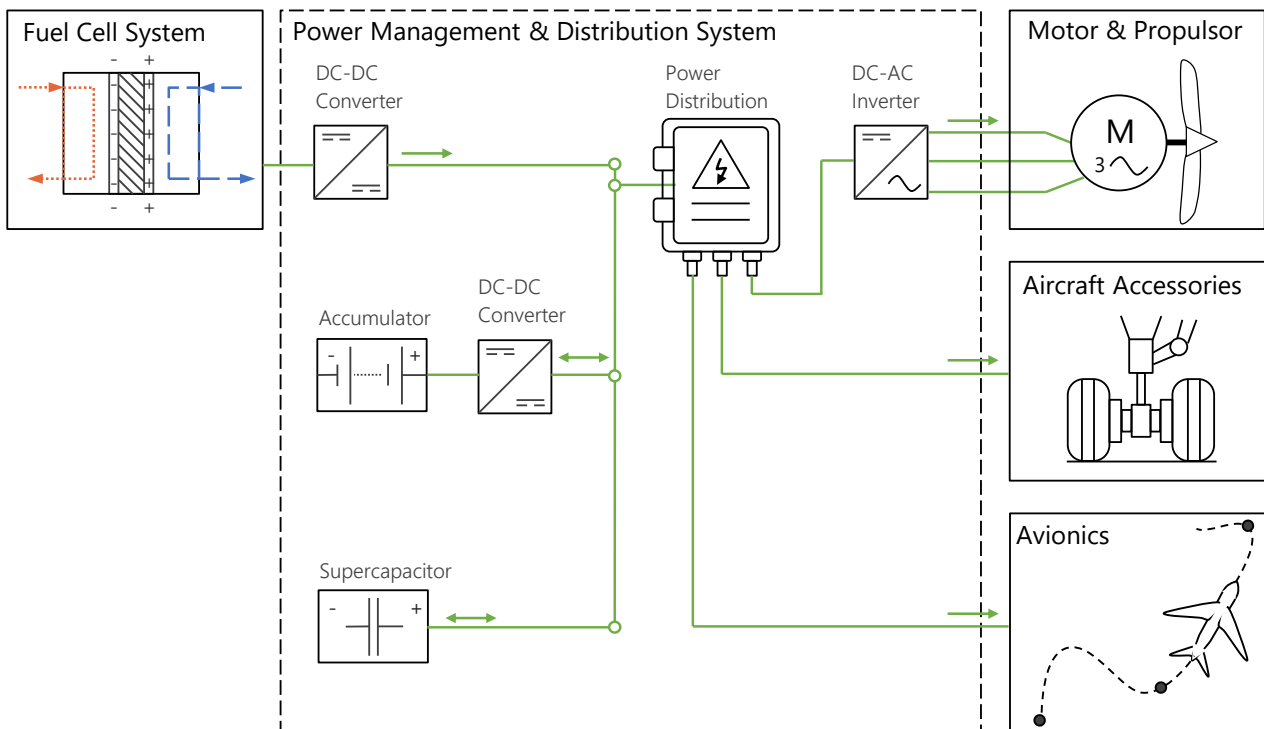 Fuel Cell System
- +
- +
- +
- +
- +
- +
- +
- +
Power Management & Distribution System
DC-DC
Converter
Power
Distribution
DC-AC
Inverter
Motor & Propulsor
M
3
DC-DC
Converter
Accumulator
- +
Aircraft Accessories
Supercapacitor
- +
Avionics